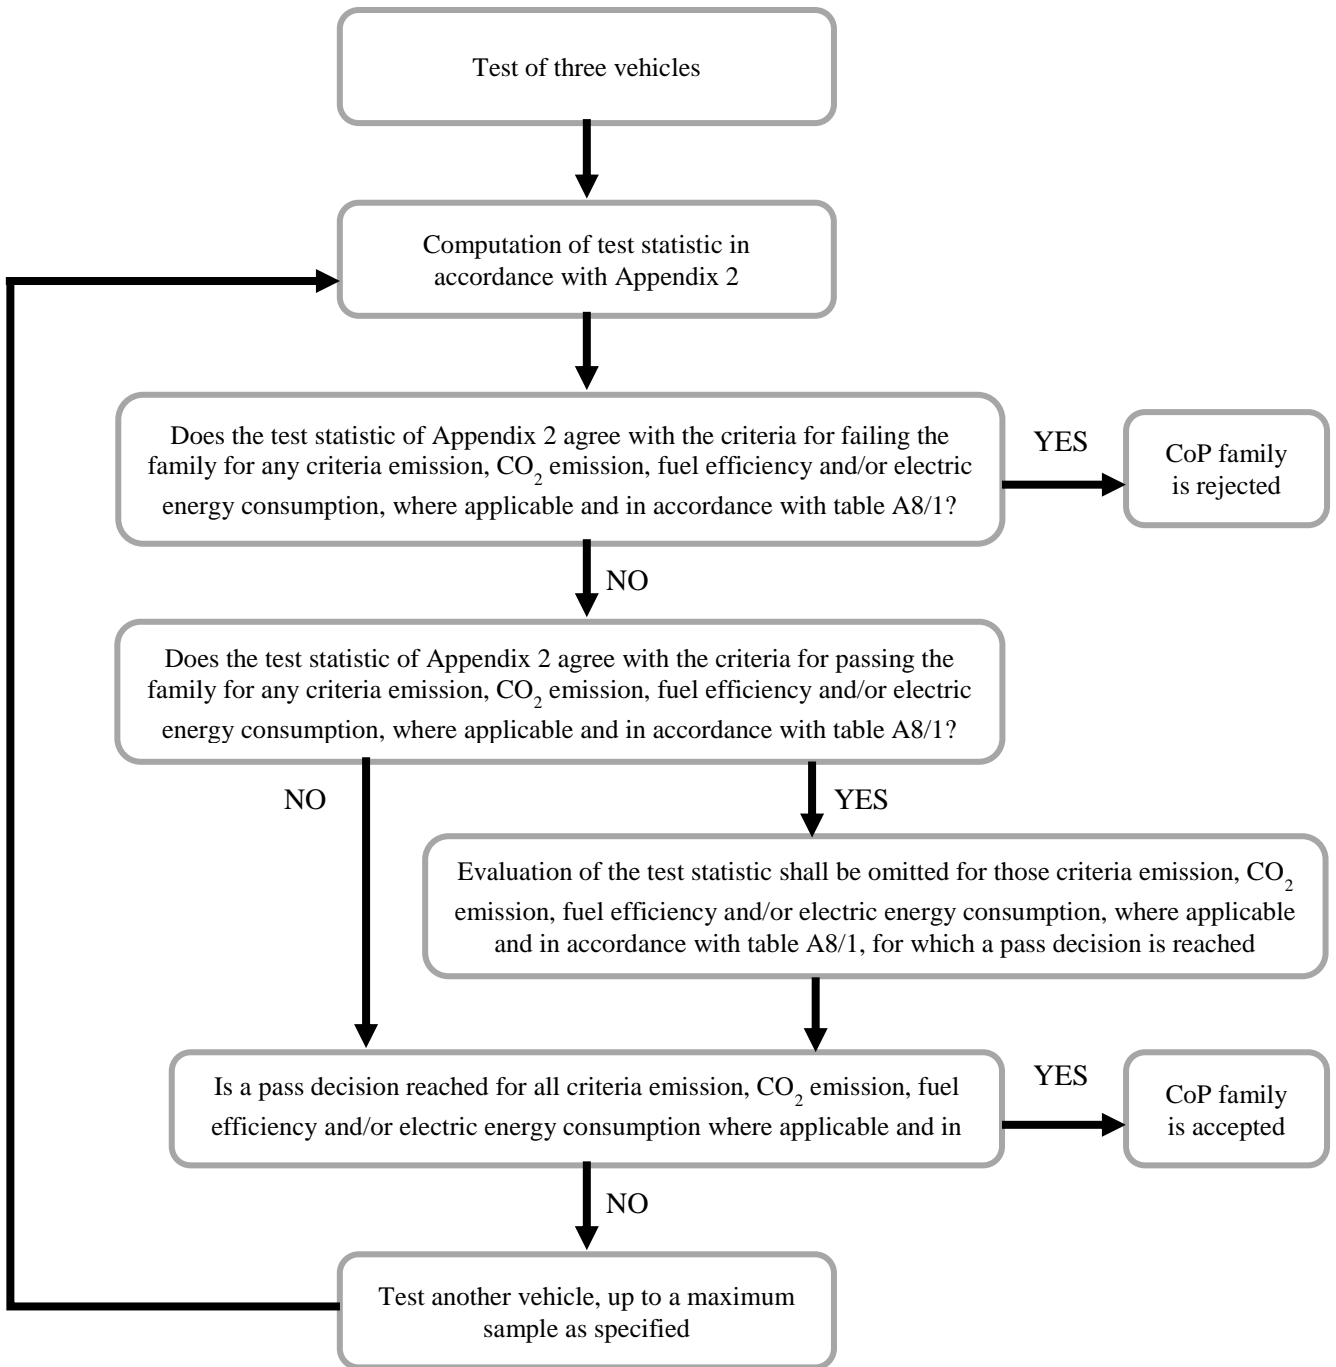 Test of three vehicles
Computation of test statistic in
accordance with Appendix 2
Does the test statistic of Appendix 2 agree with the criteria for failing the
family for any criteria emission, CO₂ emission, fuel efficiency and/or electric
energy consumption, where applicable and in accordance with table A8/1?
YES
CoP family
is rejected
NO
Does the test statistic of Appendix 2 agree with the criteria for passing the
family for any criteria emission, CO₂ emission, fuel efficiency and/or electric
energy consumption, where applicable and in accordance with table A8/1?
NO
YES
Evaluation of the test statistic shall be omitted for those criteria emission, CO₂
emission, fuel efficiency and/or electric energy consumption, where applicable
and in accordance with table A8/1, for which a pass decision is reached
Is a pass decision reached for all criteria emission, CO₂ emission, fuel
efficiency and/or electric energy consumption where applicable and in
YES
CoP family
is accepted
NO
Test another vehicle, up to a maximum
sample as specified